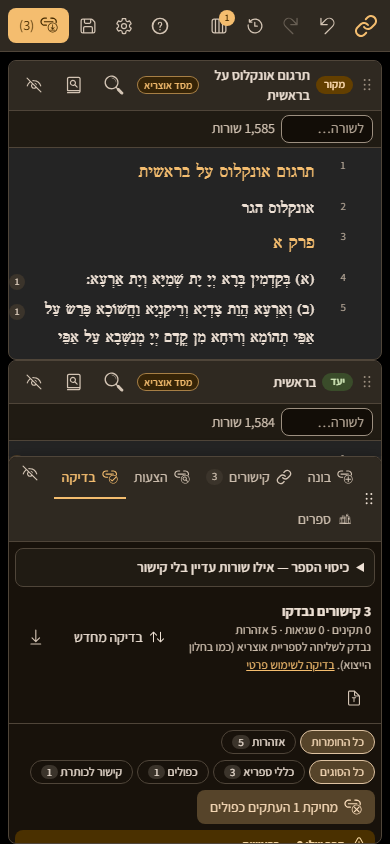 (3)
1
מקור
תרגום אונקלוס על
בראשית
מסד אוצריא
לשורה...
1,585 שורות
1 תרגום אונקלוס על בראשית
2 אונקלוס הגר
3 פרק א
4 (א) בְּקַדְמִין בְּרָא יְיָ יָת שְׁמַיָּא וְיָת אַרְעָא: 1
5 (ב) וְאַרְעָא הֲוַת צָדְיָא וְרֵיקַנְיָא וַחֲשׁוֹכָא פָּרֵשׂ עַל 1
אַפֵּי תְהוֹמָא וְרוּחָא מִן קֳדָם יְיָ מְנַשְּׁבָא עַל אַפֵּי
יעד
בראשית
מסד אוצריא
לשורה...
1,584 שורות
בונה
קישורים 3
הצעות
בדיקה
ספרים
◀ כיסוי הספר — אילו שורות עדיין בלי קישור
3 קישורים נבדקו
0 תקינים · 0 שגיאות · 5 אזהרות
נבדק לשליחה לספריית אוצריא (כמו בחלון
הייצוא). בדיקה לשימוש פרטי
בדיקה מחדש
כל החומרות
אזהרות 5
כל הסוגים
כללי ספריא 3
כפולים 1
קישור לכותרת 1
מחיקת 1 העתקים כפולים